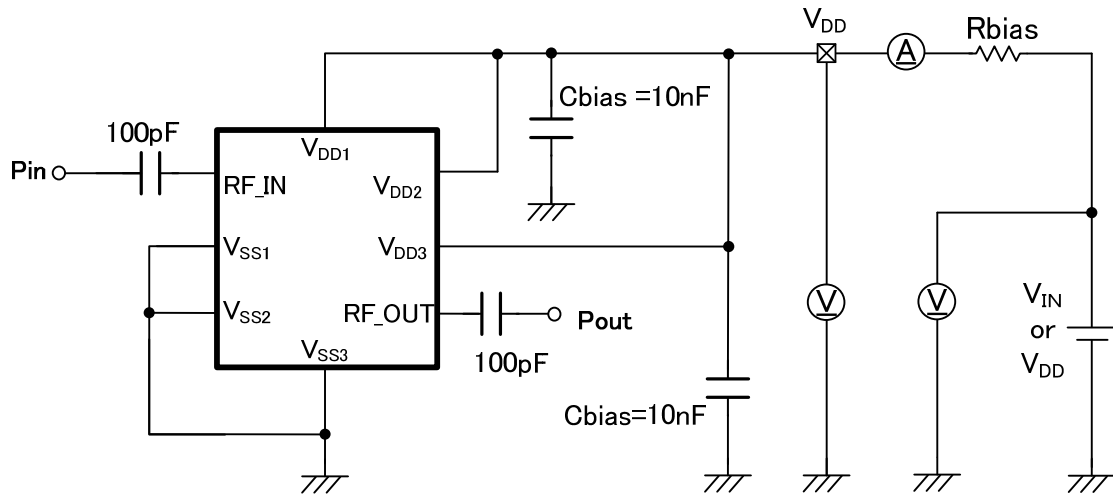 V_DD
Rbias
A
Cbias =10nF
100pF
V_DD1
Pin
RF_IN
V_DD2
V_SS1
V_DD3
V_SS2
RF_OUT
Pout
V
V
V_IN
or
V_DD
V_SS3
100pF
Cbias=10nF